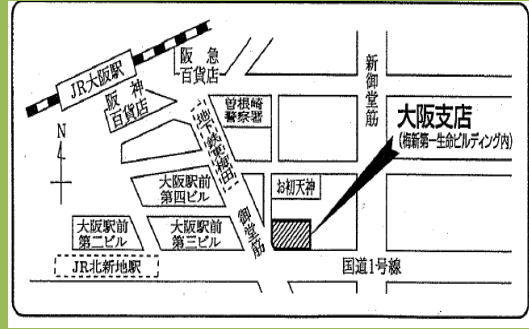 JR大阪駅
阪急
百貨店
阪神
百貨店
新御堂筋
曽根崎
警察署
大阪支店
(梅新第一生命ビルディング内)
N
地下鉄東梅田
お初天神
大阪駅前
第四ビル
御堂筋
大阪駅前
第二ビル
大阪駅前
第三ビル
JR北新地駅
国道1号線